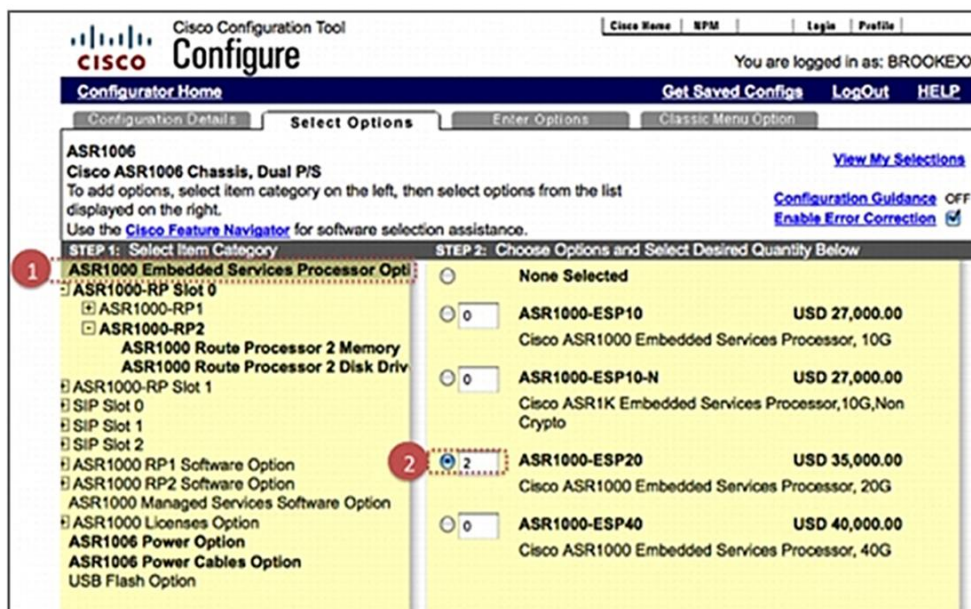 Cisco Configuration Tool
CISCO Configure
Cisco Home | NPM | Login | Profile
You are logged in as: BROOKEXX
Configurator Home Get Saved Configs LogOut HELP
Configuration Details Select Options Enter Options Classic Menu Option
ASR1006
Cisco ASR1006 Chassis, Dual P/S
View My Selections
To add options, select item category on the left, then select options from the list
displayed on the right.
Configuration Guidance OFF
Use the Cisco Feature Navigator for software selection assistance.
Enable Error Correction
STEP 1: Select Item Category
1
ASR1000 Embedded Services Processor Opti
ASR1000-RP Slot 0
ASR1000-RP1
ASR1000-RP2
ASR1000 Route Processor 2 Memory
ASR1000 Route Processor 2 Disk Driv
ASR1000-RP Slot 1
SIP Slot 0
SIP Slot 1
SIP Slot 2
ASR1000 RP1 Software Option
ASR1000 RP2 Software Option
ASR1000 Managed Services Software Option
ASR1000 Licenses Option
ASR1006 Power Option
ASR1006 Power Cables Option
USB Flash Option
STEP 2: Choose Options and Select Desired Quantity Below
None Selected
0 ASR1000-ESP10 USD 27,000.00
Cisco ASR1000 Embedded Services Processor, 10G
0 ASR1000-ESP10-N USD 27,000.00
Cisco ASR1K Embedded Services Processor,10G,Non
Crypto
2 2 ASR1000-ESP20 USD 35,000.00
Cisco ASR1000 Embedded Services Processor, 20G
0 ASR1000-ESP40 USD 40,000.00
Cisco ASR1000 Embedded Services Processor, 40G